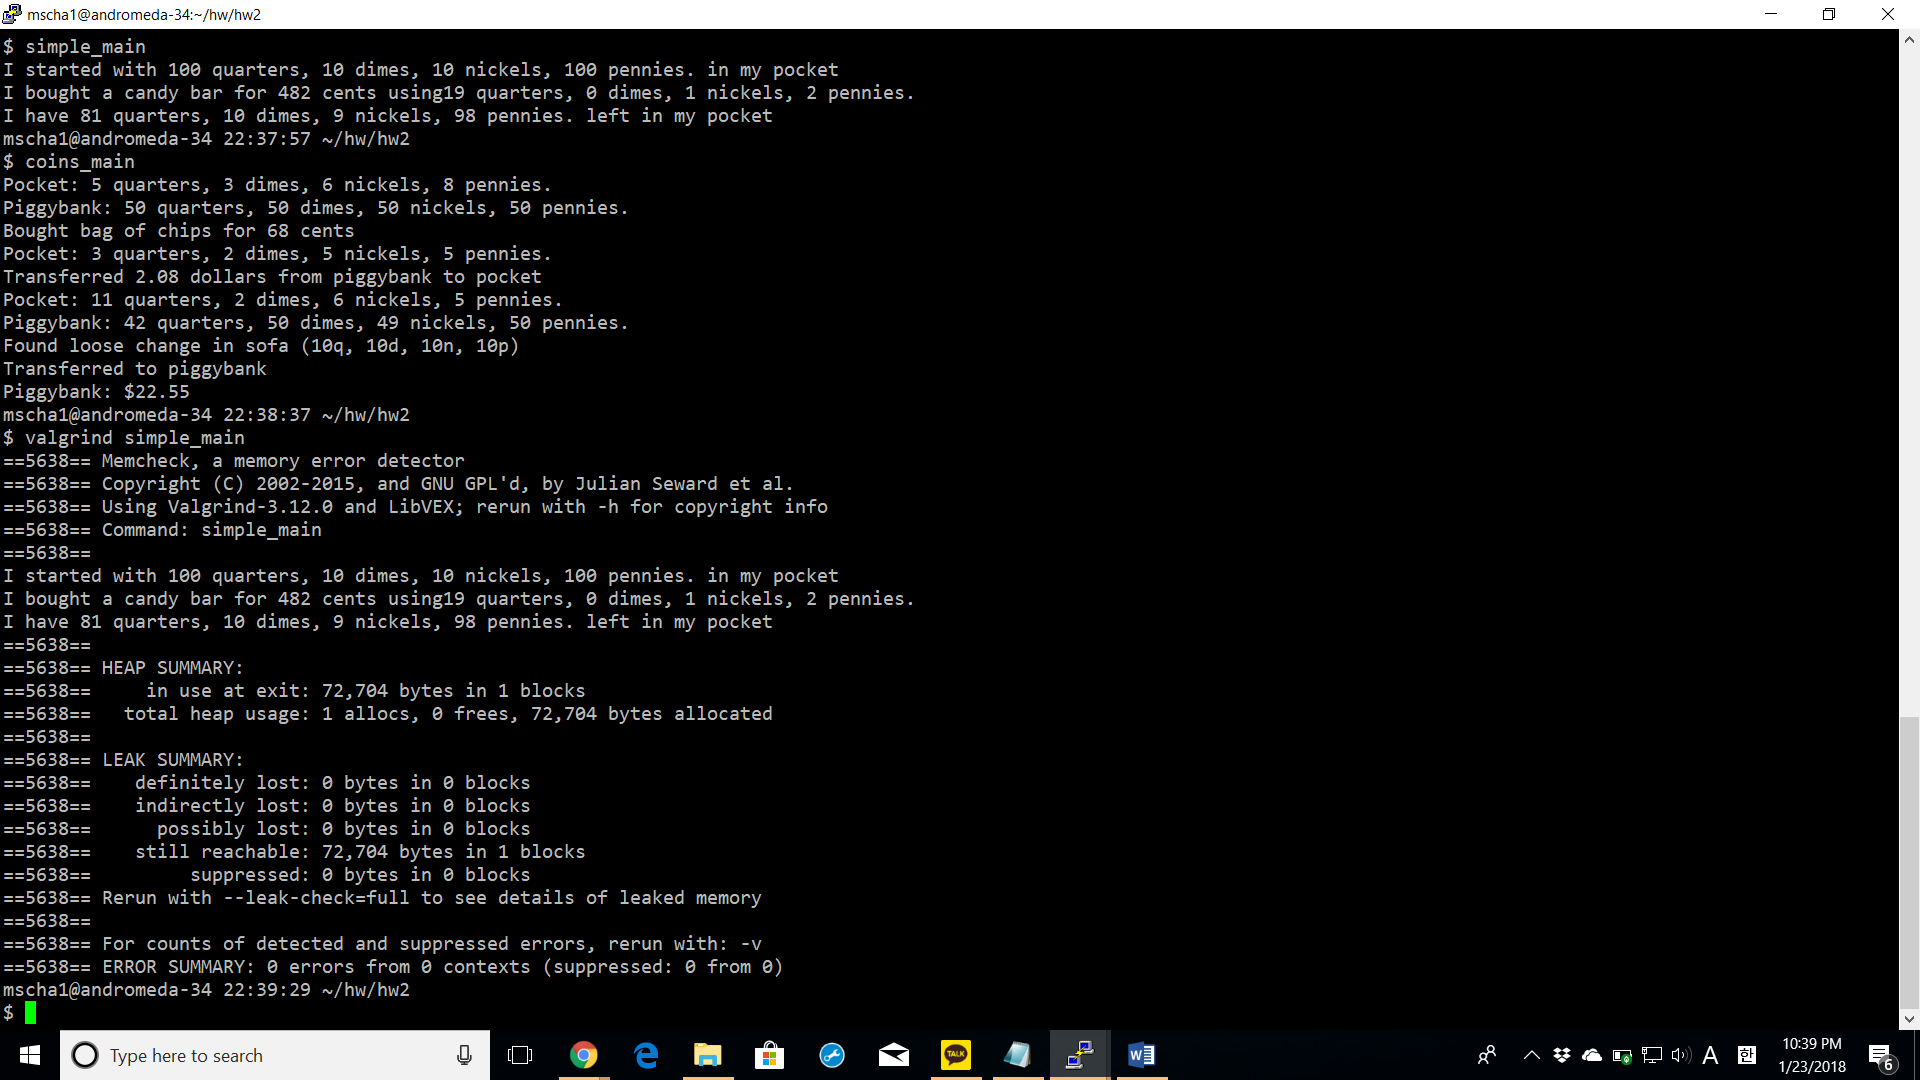 mscha1@andromeda-34:~/hw/hw2
$ simple_main
I started with 100 quarters, 10 dimes, 10 nickels, 100 pennies. in my pocket
I bought a candy bar for 482 cents using19 quarters, 0 dimes, 1 nickels, 2 pennies.
I have 81 quarters, 10 dimes, 9 nickels, 98 pennies. left in my pocket
mscha1@andromeda-34 22:37:57 ~/hw/hw2
$ coins_main
Pocket: 5 quarters, 3 dimes, 6 nickels, 8 pennies.
Piggybank: 50 quarters, 50 dimes, 50 nickels, 50 pennies.
Bought bag of chips for 68 cents
Pocket: 3 quarters, 2 dimes, 5 nickels, 5 pennies.
Transferred 2.08 dollars from piggybank to pocket
Pocket: 11 quarters, 2 dimes, 6 nickels, 5 pennies.
Piggybank: 42 quarters, 50 dimes, 49 nickels, 50 pennies.
Found loose change in sofa (10q, 10d, 10n, 10p)
Transferred to piggybank
Piggybank: $22.55
mscha1@andromeda-34 22:38:37 ~/hw/hw2
$ valgrind simple_main
==5638== Memcheck, a memory error detector
==5638== Copyright (C) 2002-2015, and GNU GPL'd, by Julian Seward et al.
==5638== Using Valgrind-3.12.0 and LibVEX; rerun with -h for copyright info
==5638== Command: simple_main
==5638==
I started with 100 quarters, 10 dimes, 10 nickels, 100 pennies. in my pocket
I bought a candy bar for 482 cents using19 quarters, 0 dimes, 1 nickels, 2 pennies.
I have 81 quarters, 10 dimes, 9 nickels, 98 pennies. left in my pocket
==5638==
==5638== HEAP SUMMARY:
==5638==     in use at exit: 72,704 bytes in 1 blocks
==5638==   total heap usage: 1 allocs, 0 frees, 72,704 bytes allocated
==5638==
==5638== LEAK SUMMARY:
==5638==    definitely lost: 0 bytes in 0 blocks
==5638==    indirectly lost: 0 bytes in 0 blocks
==5638==      possibly lost: 0 bytes in 0 blocks
==5638==    still reachable: 72,704 bytes in 1 blocks
==5638==         suppressed: 0 bytes in 0 blocks
==5638== Rerun with --leak-check=full to see details of leaked memory
==5638==
==5638== For counts of detected and suppressed errors, rerun with: -v
==5638== ERROR SUMMARY: 0 errors from 0 contexts (suppressed: 0 from 0)
mscha1@andromeda-34 22:39:29 ~/hw/hw2
$
Type here to search
TALK
A
한
10:39 PM
1/23/2018
6